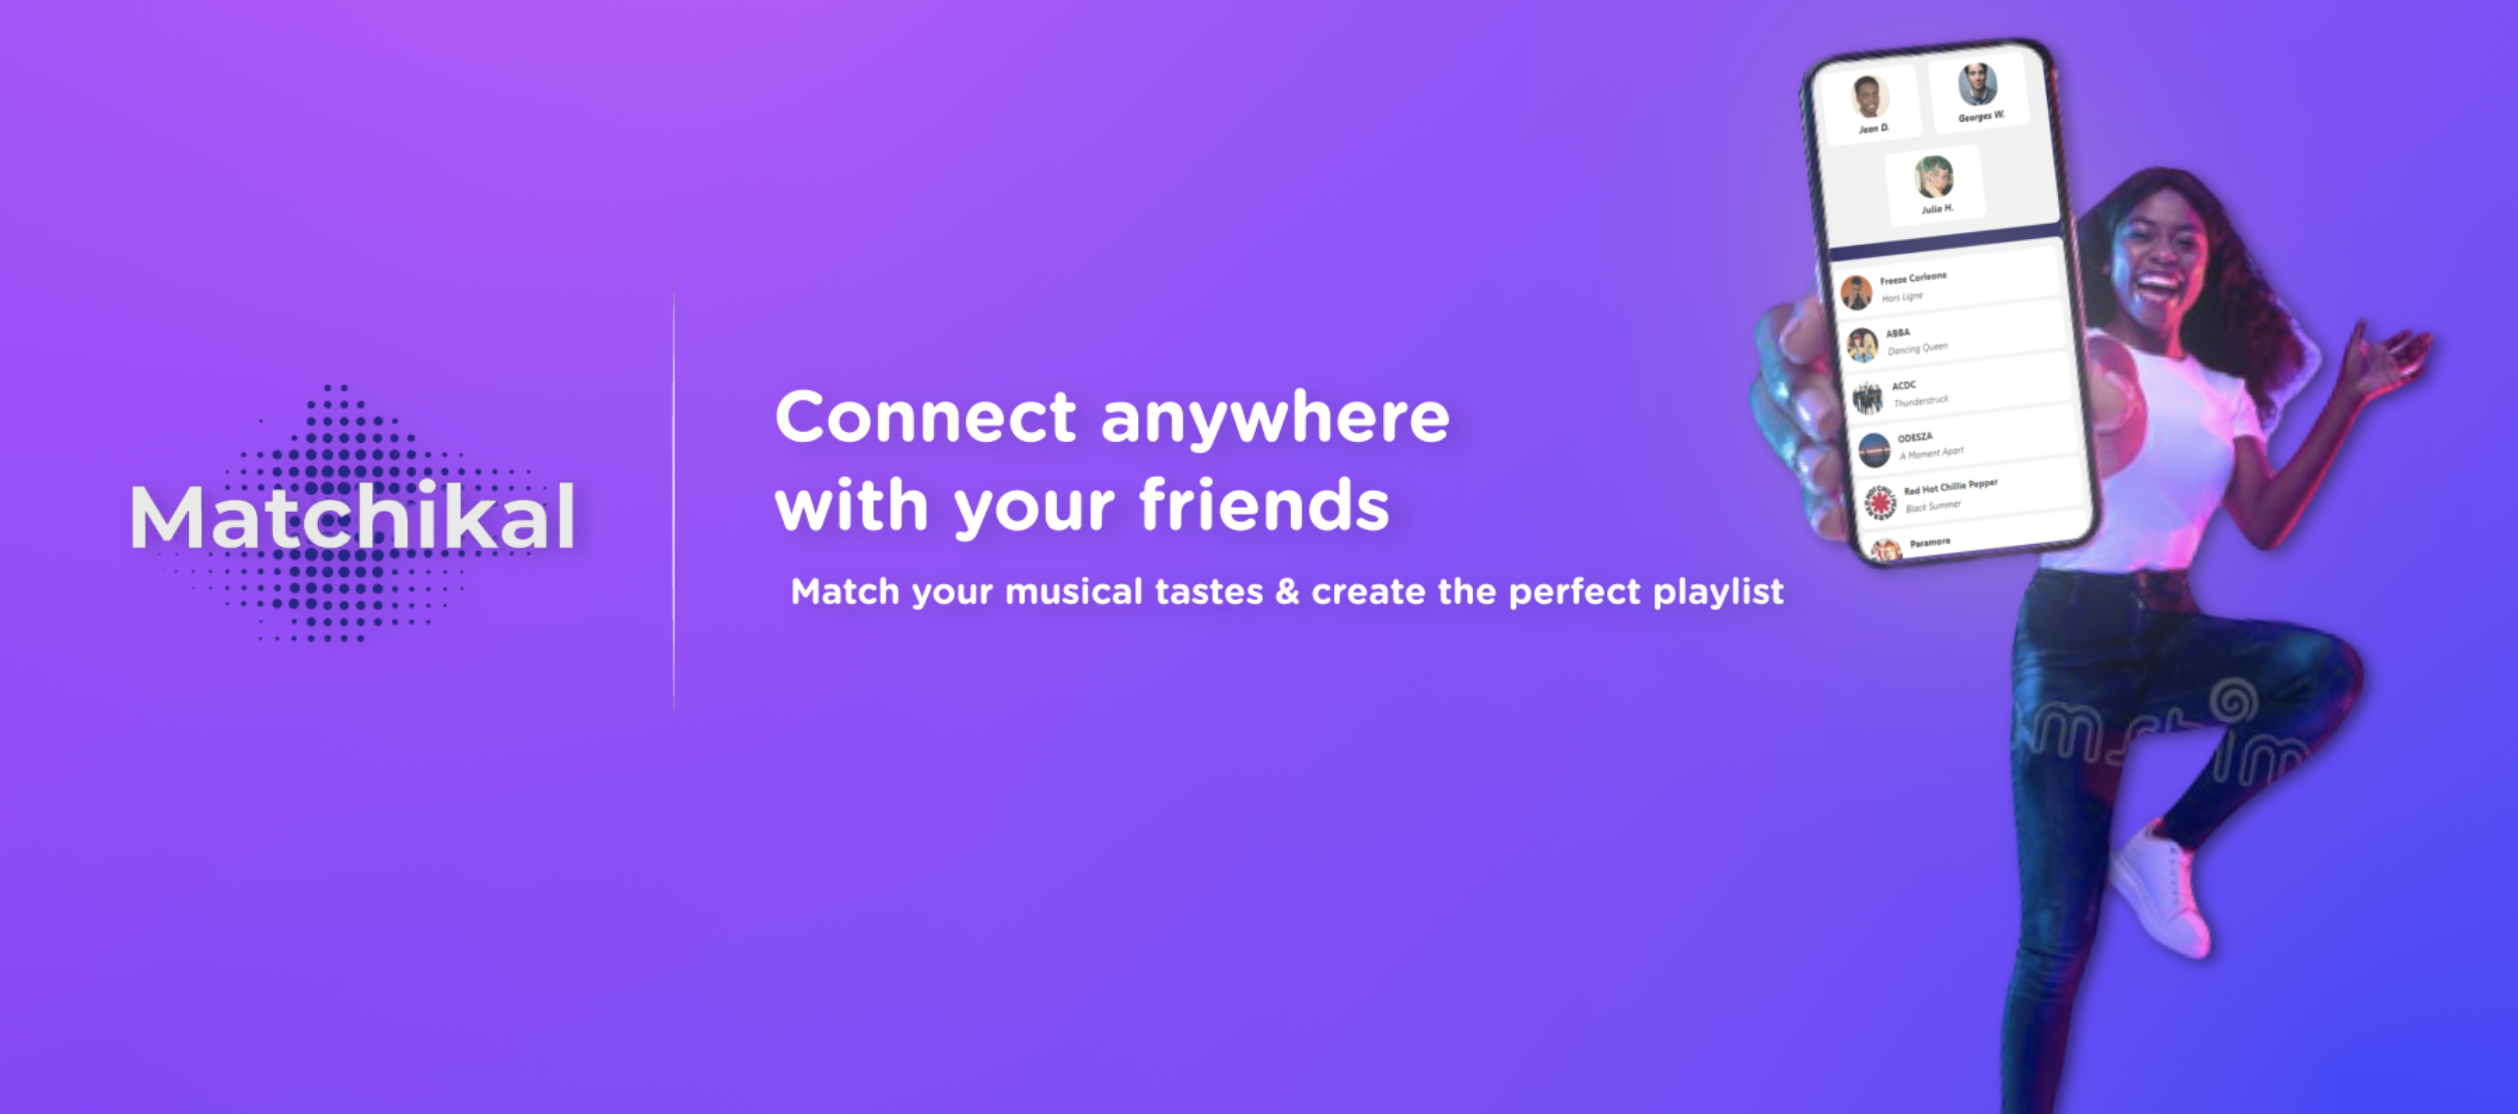 Matchikal
Connect anywhere
with your friends
Match your musical tastes & create the perfect playlist
Jean D.
Georges W.
Julia H.
Freeze Corleone
Hors Ligne
ABBA
Dancing Queen
ACDC
Thunderstruck
ODESZA
A Moment Apart
Red Hot Chillie Pepper
Black Summer
Paramore